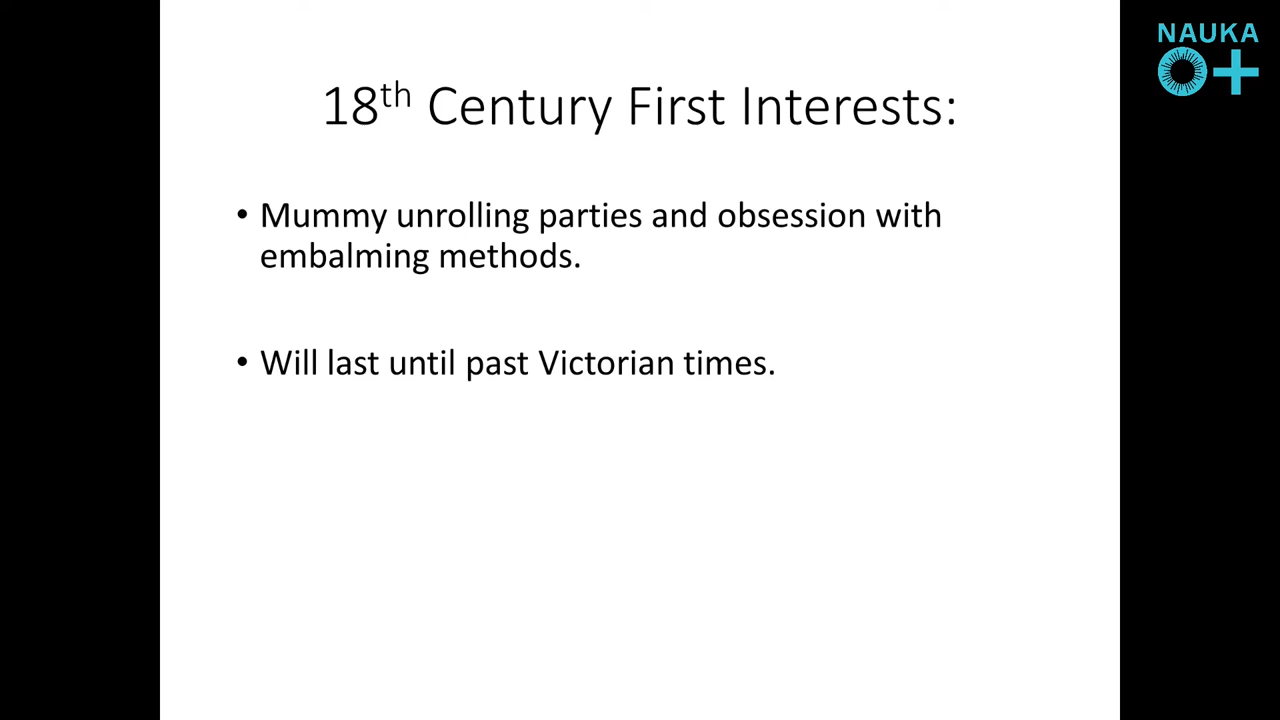 NAUKA
0+
18th Century First Interests:
• Mummy unrolling parties and obsession with
embalming methods.
• Will last until past Victorian times.